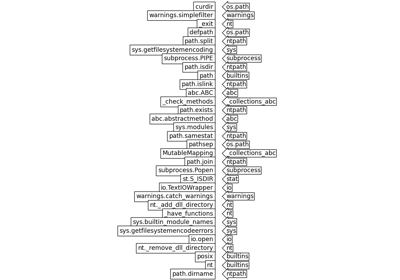 curdir os.path
warnings.simplefilter warnings
_exit nt
defpath os.path
path.split ntpath
sys.getfilesystemencoding sys
subprocess.PIPE subprocess
path.isdir ntpath
path builtins
path.islink ntpath
abc.ABC abc
_check_methods _collections_abc
path.exists ntpath
abc.abstractmethod abc
sys.modules sys
path.samestat ntpath
pathsep os.path
MutableMapping _collections_abc
path.join ntpath
subprocess.Popen subprocess
st.S_ISDIR stat
io.TextIOWrapper io
warnings.catch_warnings warnings
nt._add_dll_directory nt
_have_functions nt
sys.builtin_module_names sys
sys.getfilesystemencodeerrors sys
io.open io
nt._remove_dll_directory nt
posix builtins
nt builtins
path.dirname ntpath